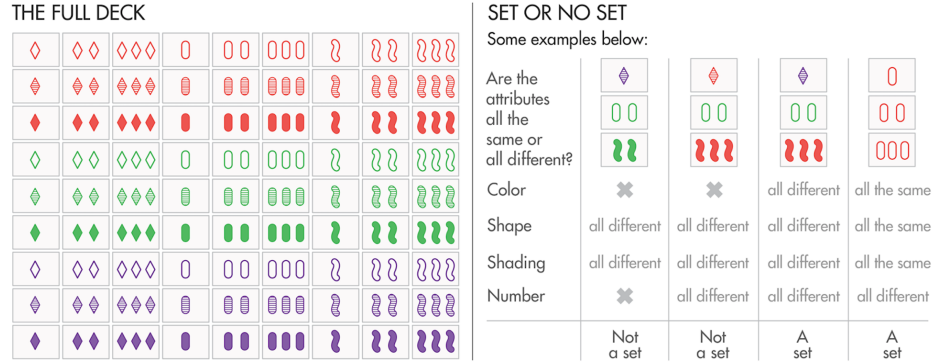 THE FULL DECK
SET OR NO SET
Some examples below:
Are the
attributes
all the
same or
all different?
Color all different all the same
Shape all different all different all different all the same
Shading all different all different all different all the same
Number all different all different all different
Not
a set
Not
a set
A
set
A
set